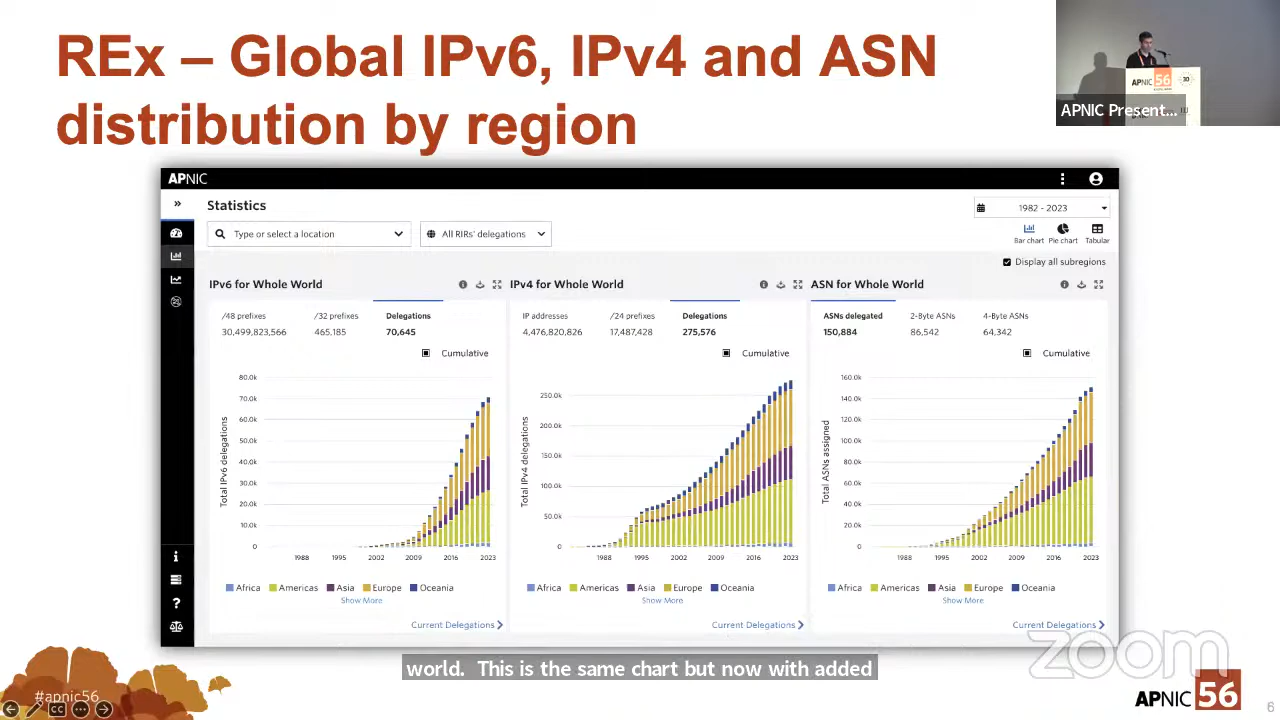 REx – Global IPv6, IPv4 and ASN
distribution by region
APNIC 56
APNIC Present...
APNIC
Statistics
1982 - 2023
Type or select a location
All RIRs' delegations
Bar chart Pie chart Tabular
Display all subregions
IPv6 for Whole World
/48 prefixes /32 prefixes Delegations
30,499,823,566 465,185 70,645
Cumulative
80.0k
70.0k
60.0k
50.0k
40.0k
30.0k
20.0k
10.0k
0
Total IPv6 delegations
1988 1995 2002 2009 2016 2023
Africa Americas Asia Europe Oceania
Show More
Current Delegations
IPv4 for Whole World
IP addresses /24 prefixes Delegations
4,476,820,826 17,487,428 275,576
Cumulative
250.0k
200.0k
150.0k
100.0k
50.0k
0
Total IPv4 delegations
1988 1995 2002 2009 2016 2023
Africa Americas Asia Europe Oceania
Show More
Current Delegations
ASN for Whole World
ASNs delegated 2-Byte ASNs 4-Byte ASNs
150,884 86,542 64,342
Cumulative
160.0k
140.0k
120.0k
100.0k
80.0k
60.0k
40.0k
20.0k
0
Total ASNs assigned
1988 1995 2002 2009 2016 2023
Africa Americas Asia Europe Oceania
Show More
Current Delegations
world. This is the same chart but now with added
zoom
#apnic56
CC
APNIC 56
6